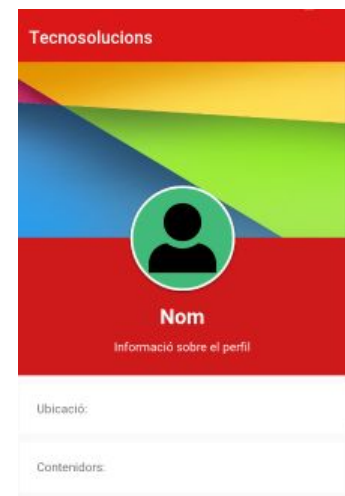 Tecnosolucions
Nom
Informació sobre el perfil
Ubicació:
Contenidors: